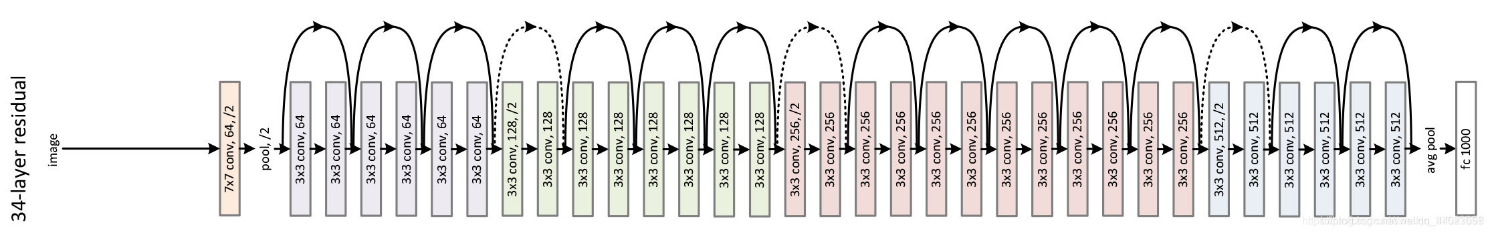 34-layer residual
image
7x7 conv, 64, /2
pool, /2
3x3 conv, 64
3x3 conv, 64
3x3 conv, 64
3x3 conv, 64
3x3 conv, 64
3x3 conv, 64
3x3 conv, 128, /2
3x3 conv, 128
3x3 conv, 128
3x3 conv, 128
3x3 conv, 128
3x3 conv, 128
3x3 conv, 128
3x3 conv, 128
3x3 conv, 256, /2
3x3 conv, 256
3x3 conv, 256
3x3 conv, 256
3x3 conv, 256
3x3 conv, 256
3x3 conv, 256
3x3 conv, 256
3x3 conv, 256
3x3 conv, 256
3x3 conv, 256
3x3 conv, 256
3x3 conv, 512, /2
3x3 conv, 512
3x3 conv, 512
3x3 conv, 512
3x3 conv, 512
3x3 conv, 512
avg pool
fc 1000